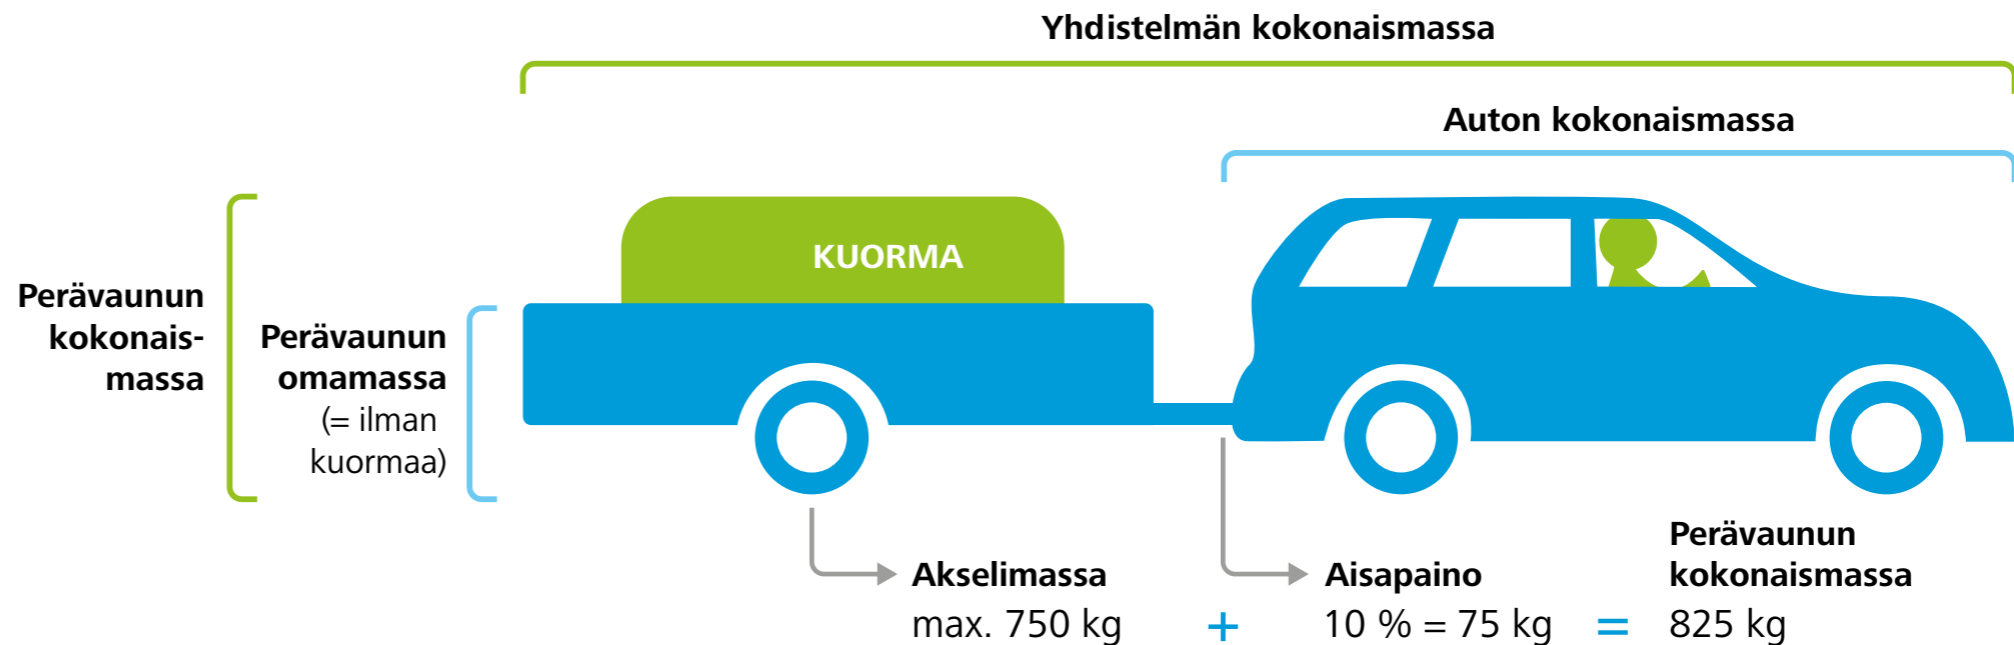 Yhdistelmän kokonaismassa
Auton kokonaismassa
KUORMA
Perävaunun
kokonais-
massa
Perävaunun
omamassa
(= ilman
kuormaa)
Akselimassa
max. 750 kg
+
Aisapaino
10 % = 75 kg
=
Perävaunun
kokonaismassa
825 kg